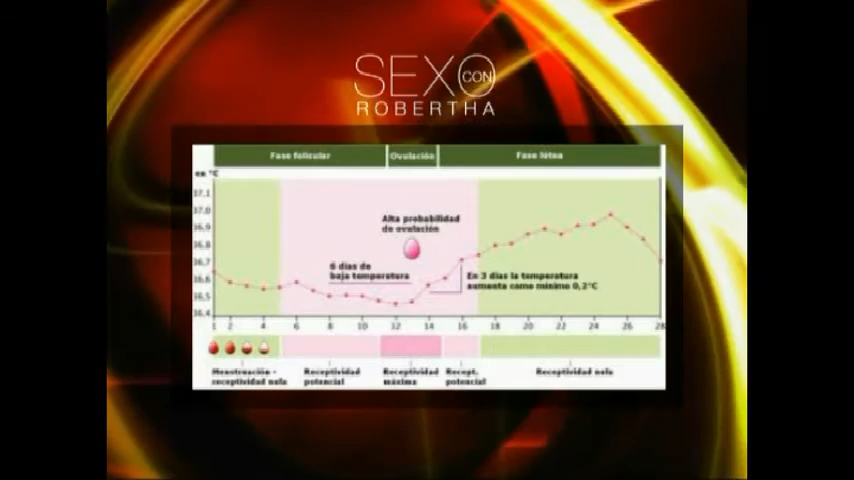 SEXO
CON
ROBERTHA
Fase folicular
Ovulación
Fase lútea
en °C
37,1
37,0
36,9
36,7
36,6
36,5
36,4
Alta probabilidad
de ovulación
6 días de
baja temperatura
En 3 días la temperatura
aumenta como mínimo 0,2°C
1 2 4 6 8 10 12 14 16 18 20 22 24 26 28
Menstruación -
receptividad nula
Receptividad
potencial
Receptividad
máxima
Recept.
potencial
Receptividad nula